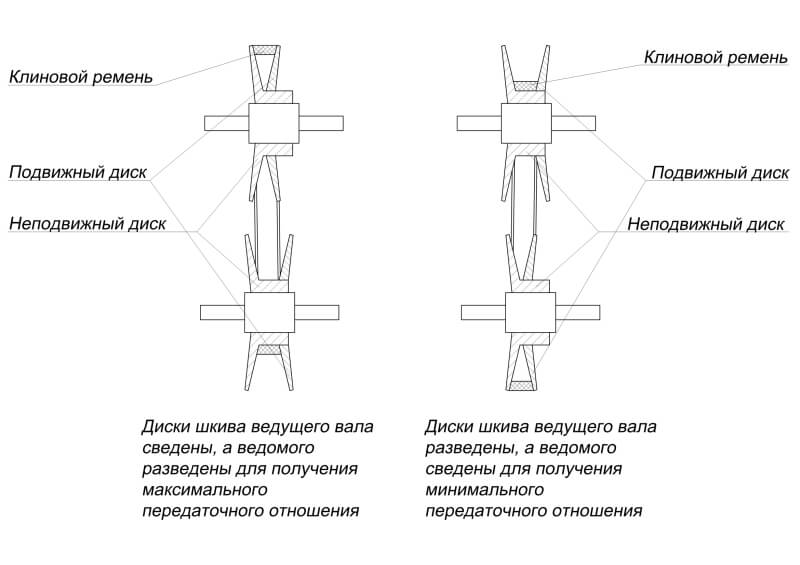 Клиновой ремень
Клиновой ремень
Подвижный диск
Подвижный диск
Неподвижный диск
Неподвижный диск
Диски шкива ведущего вала
сведены, а ведомого
разведены для получения
максимального
передаточного отношения
Диски шкива ведущего вала
разведены, а ведомого
сведены для получения
минимального
передаточного отношения